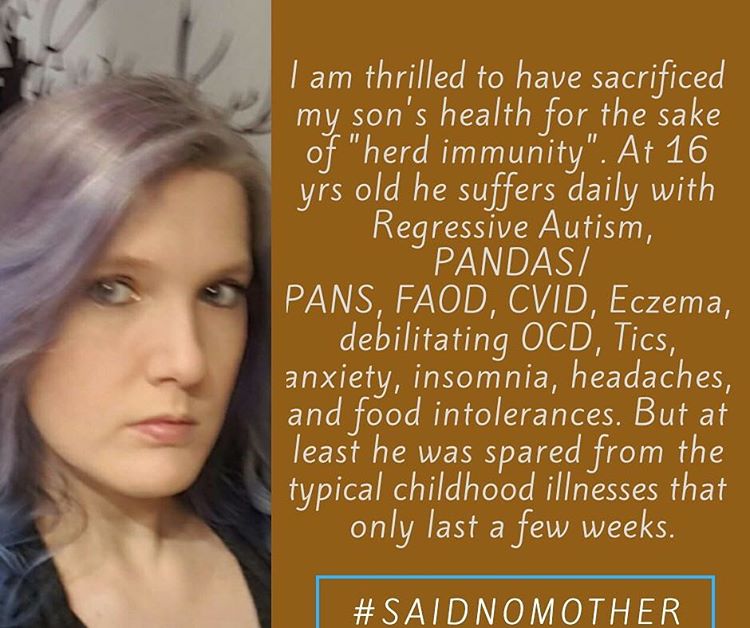 I am thrilled to have sacrificed
my son's health for the sake
of "herd immunity". At 16
yrs old he suffers daily with
Regressive Autism,
PANDAS/
PANS, FAOD, CVID, Eczema,
debilitating OCD, Tics,
anxiety, insomnia, headaches,
and food intolerances. But at
least he was spared from the
typical childhood illnesses that
only last a few weeks.
#SAIDNOMOTHER